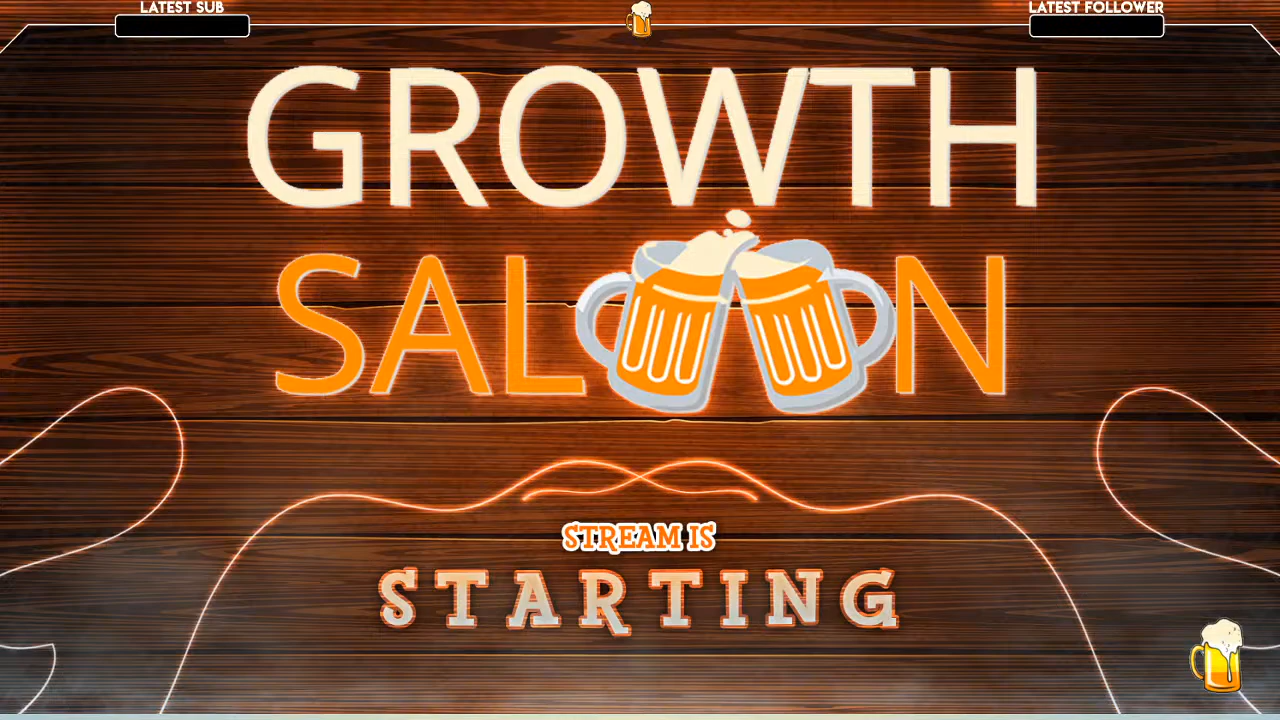 LATEST SUB
LATEST FOLLOWER
GROWTH
SALOON
STREAM IS
STARTING